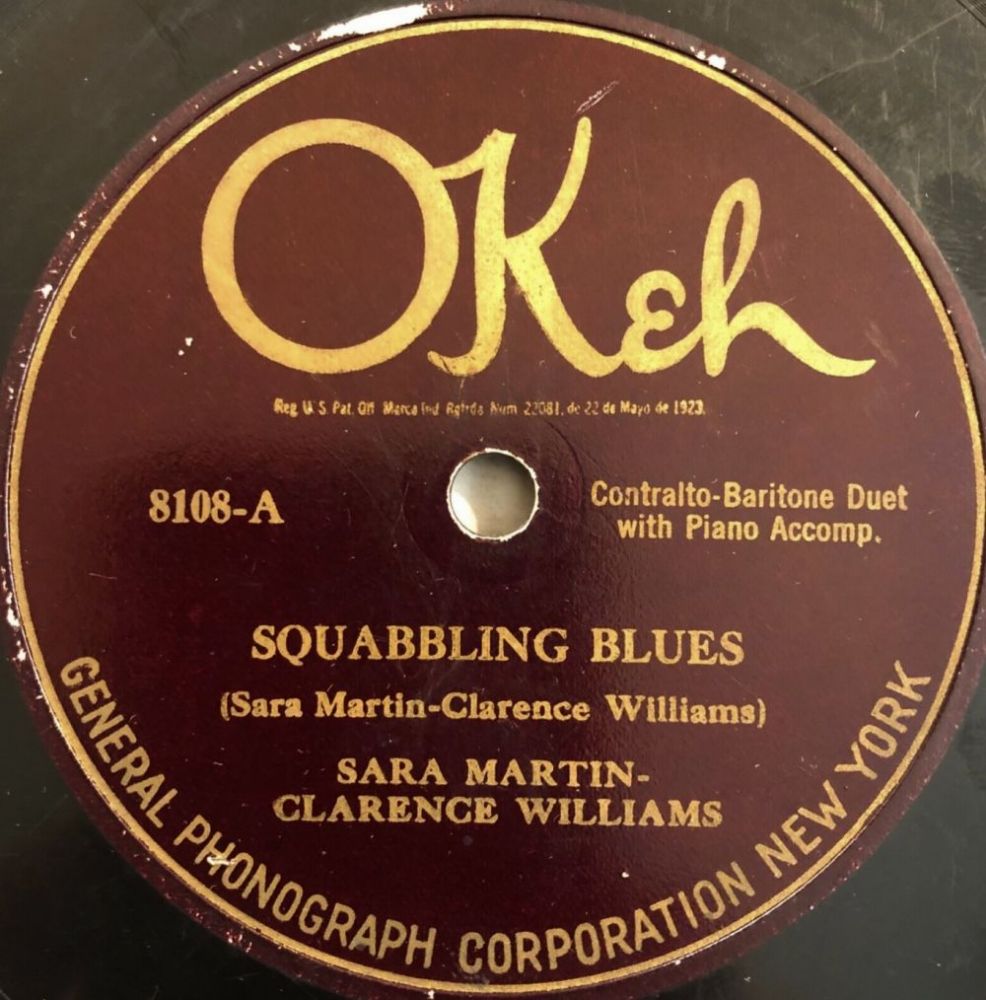 OKeh
Reg. U.S. Pat. Off. Marca Ind. Rgtrda. Num. 22081, de 22 de Mayo de 1923.
8108-A
Contralto-Baritone Duet
with Piano Accomp.
SQUABBLING BLUES
(Sara Martin-Clarence Williams)
SARA MARTIN-
CLARENCE WILLIAMS
GENERAL PHONOGRAPH CORPORATION NEW YORK